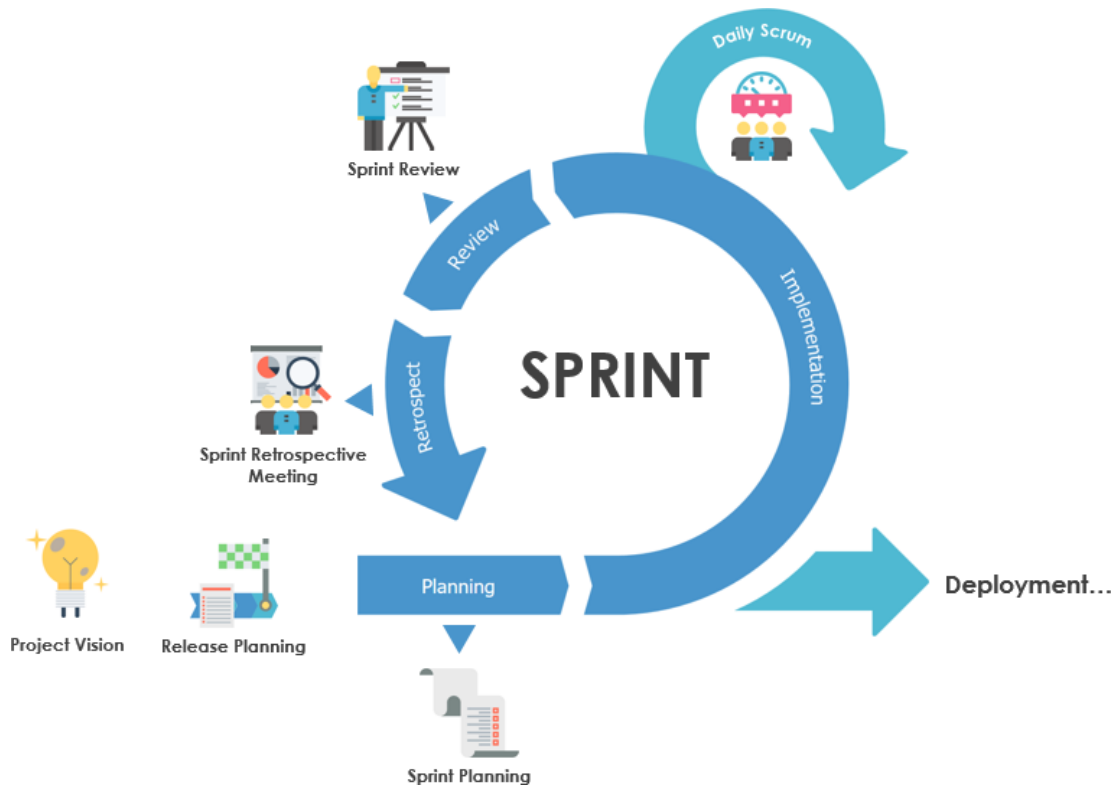 Daily Scrum
Sprint Review
Review
Implementation
SPRINT
Retrospect
Sprint Retrospective
Meeting
Planning
Deployment...
Project Vision
Release Planning
Sprint Planning